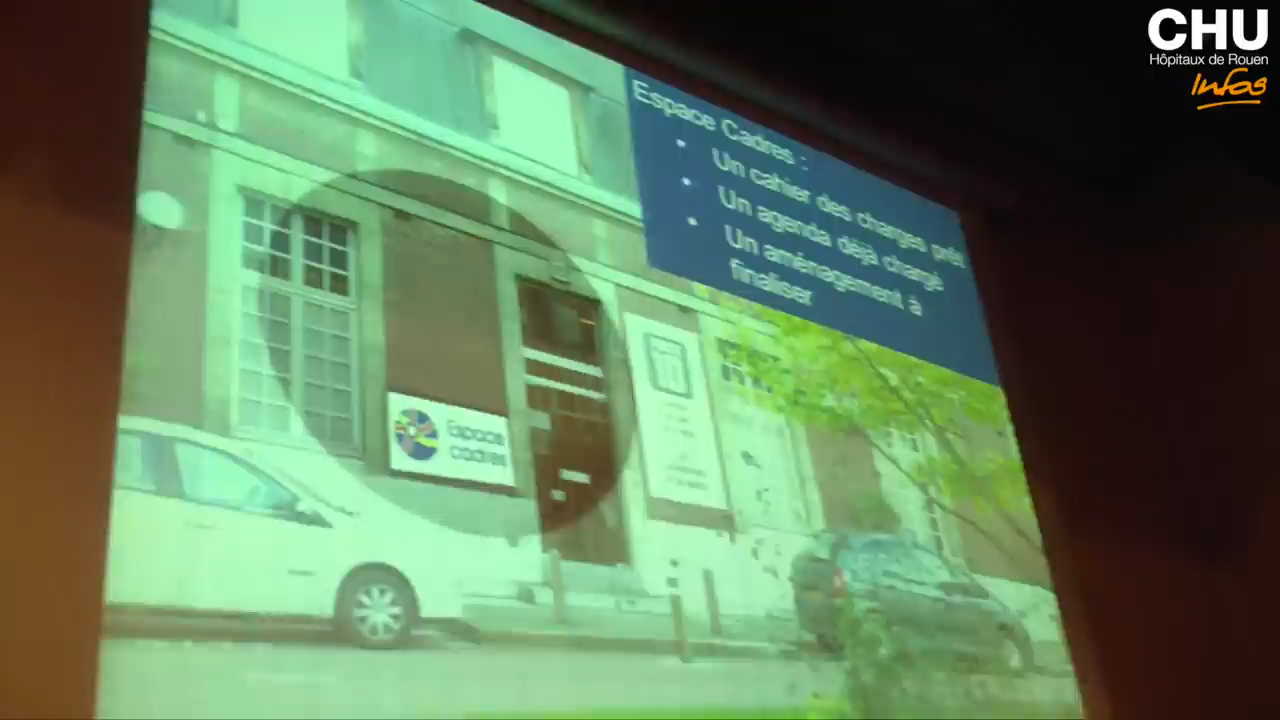 CHU
Hôpitaux de Rouen
Infos
Espace Cadres :
• Un cahier des charges prêt
• Un agenda déjà chargé
• Un aménagement à
finaliser
Espace
cadres